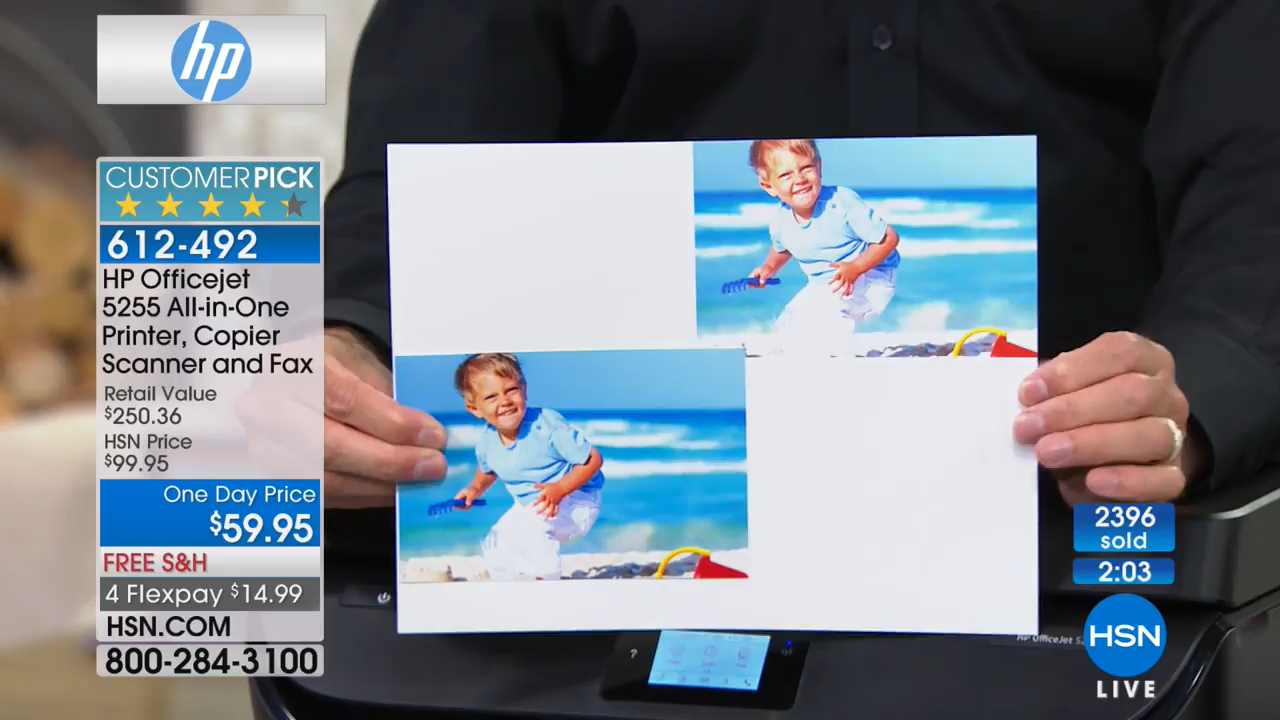 hp
CUSTOMER PICK
612-492
HP Officejet
5255 All-in-One
Printer, Copier
Scanner and Fax
Retail Value
$250.36
HSN Price
$99.95
One Day Price
$59.95
FREE S&H
4 Flexpay $14.99
HSN.COM
800-284-3100
?
HP OfficeJet
2396
sold
2:03
HSN
LIVE